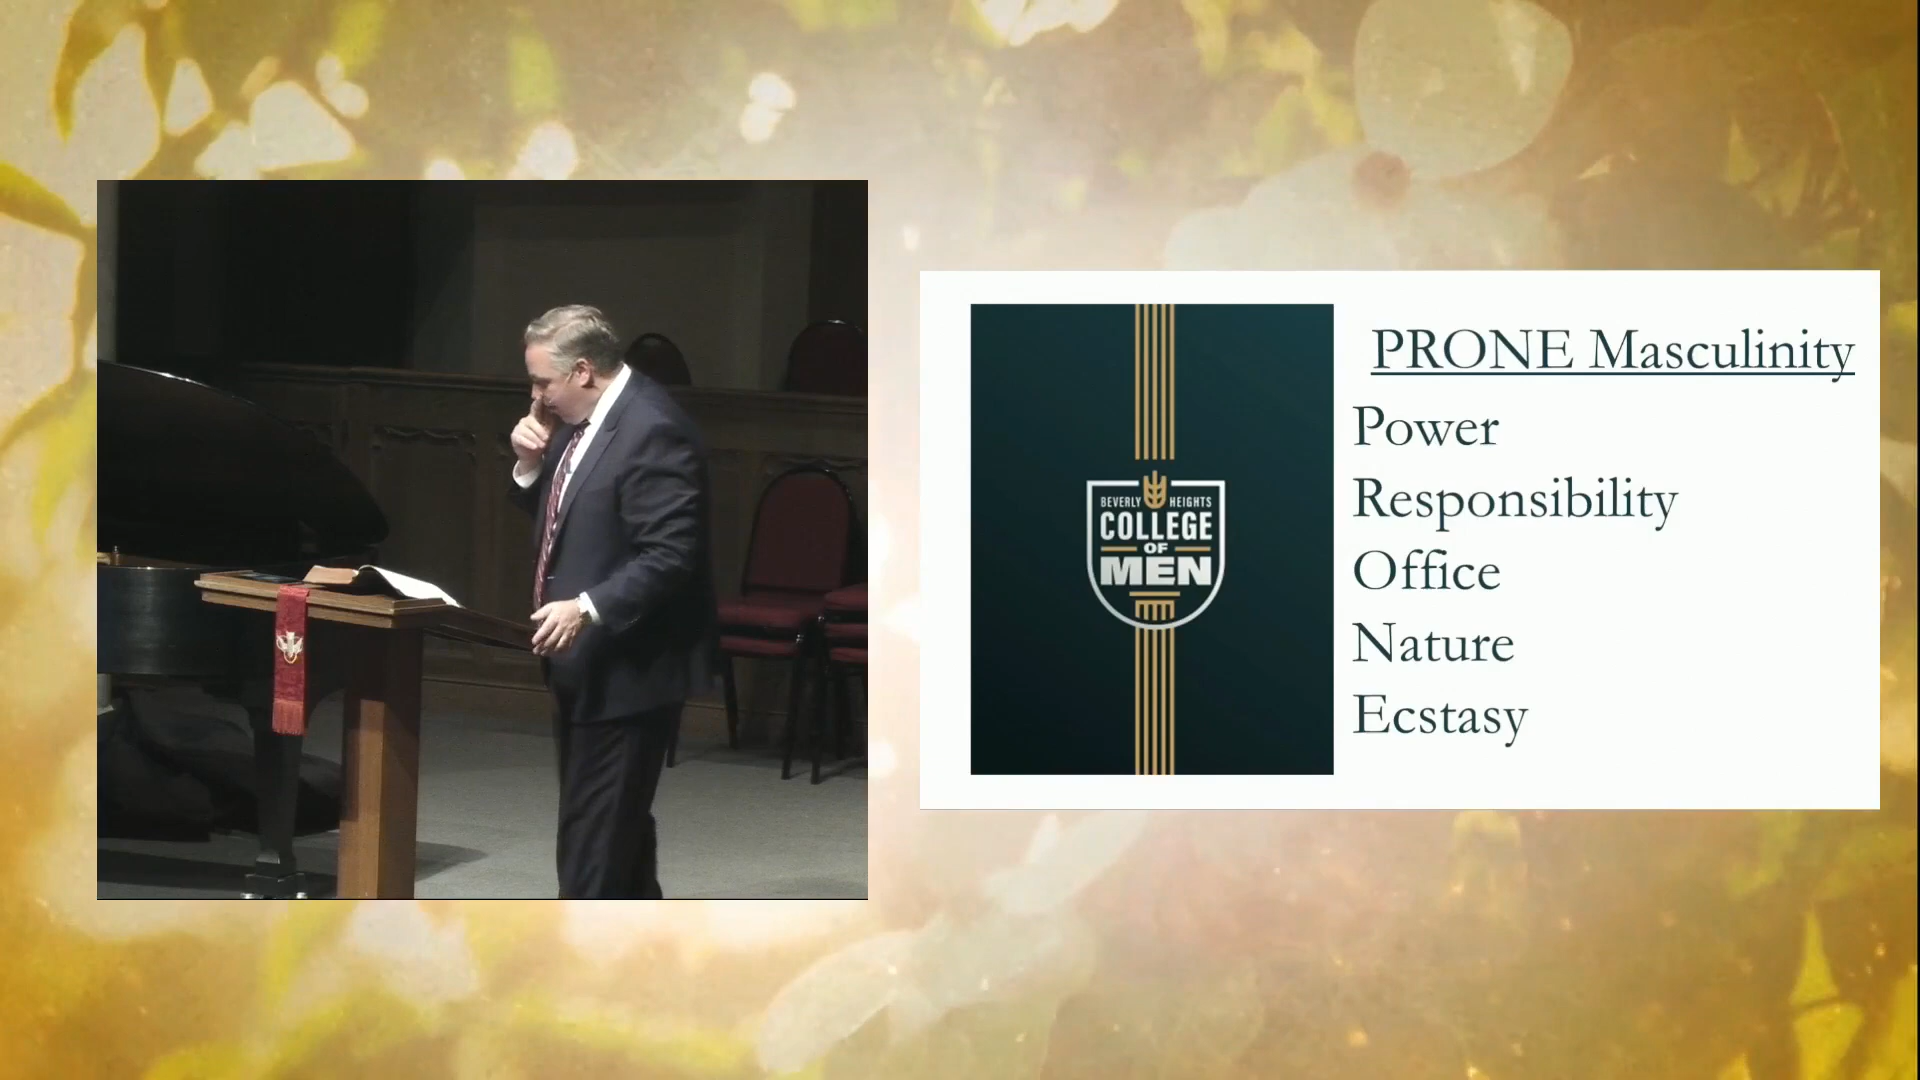 BEVERLY HEIGHTS
COLLEGE
OF
MEN
PRONE Masculinity
Power
Responsibility
Office
Nature
Ecstasy